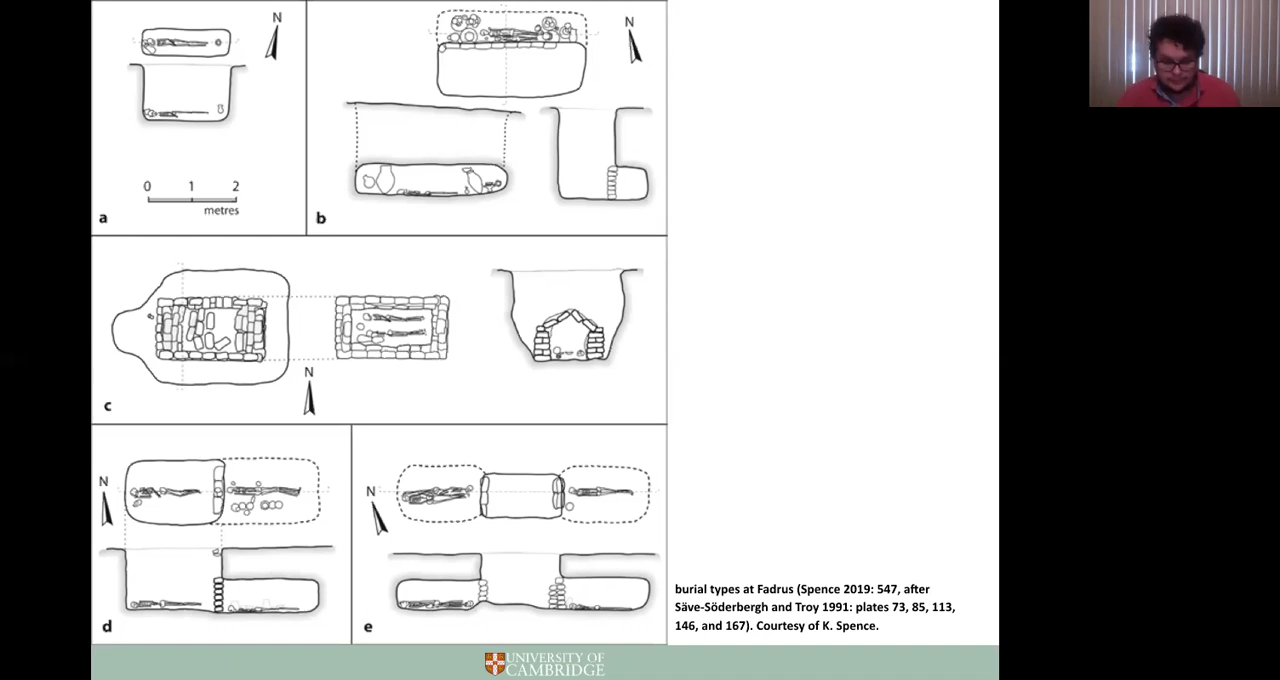 N
N
0 1 2
metres
a
b
N
c
N
N
d
e
burial types at Fadrus (Spence 2019: 547, after
Säve-Söderbergh and Troy 1991: plates 73, 85, 113,
146, and 167). Courtesy of K. Spence.
UNIVERSITY OF
CAMBRIDGE